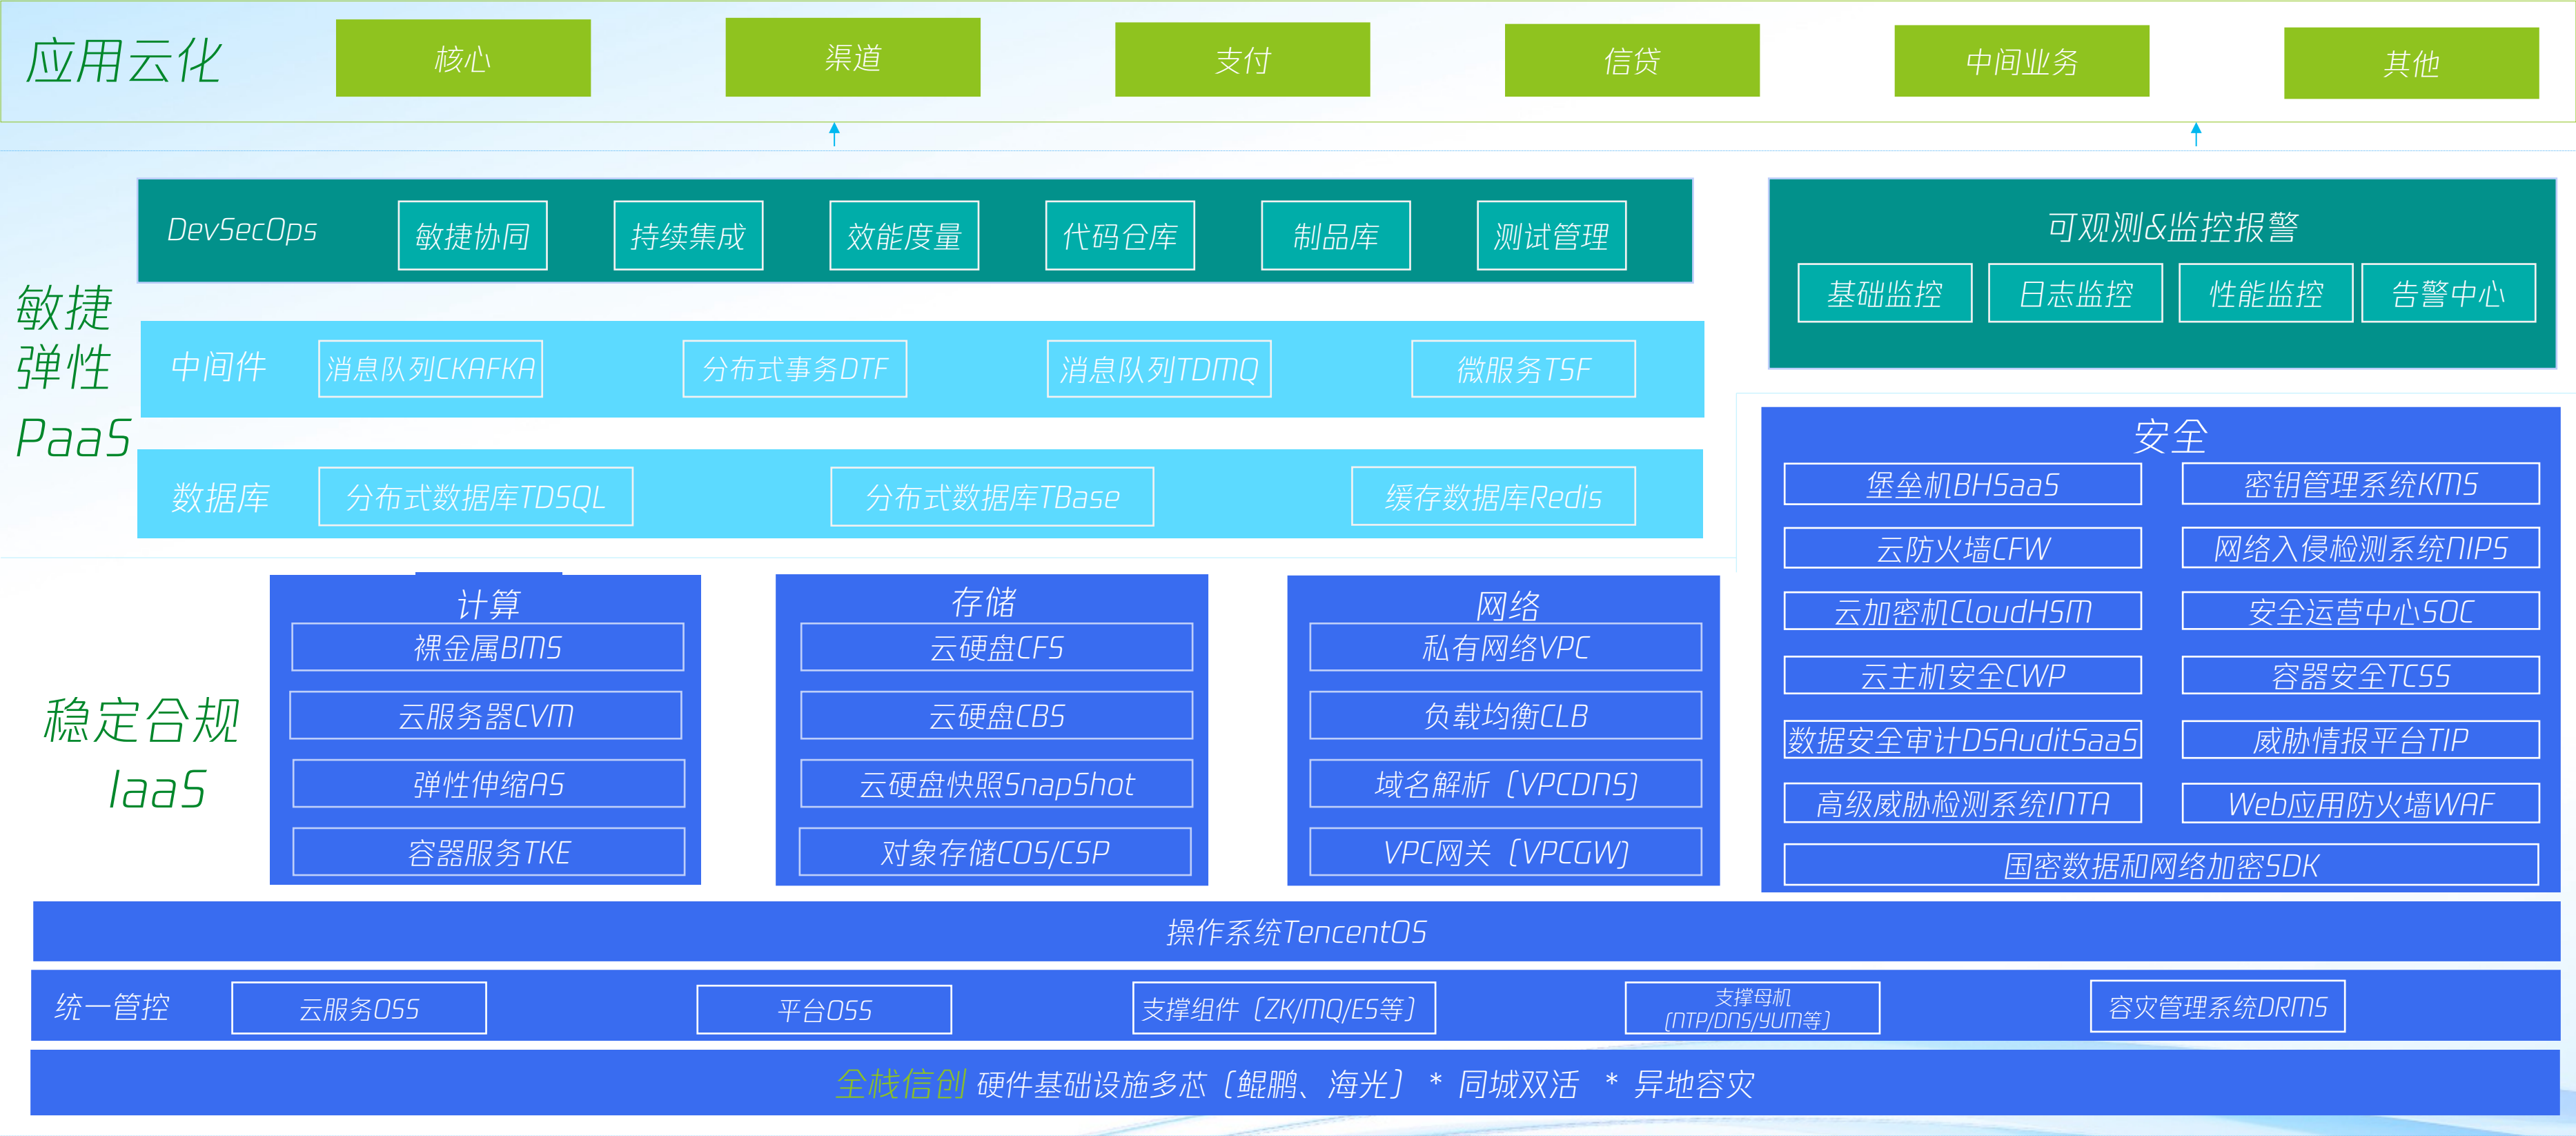 应用云化
核心
渠道
支付
信贷
中间业务
其他
敏捷
弹性
PaaS
DevSecOps
敏捷协同
持续集成
效能度量
代码仓库
制品库
测试管理
可观测&监控报警
基础监控
日志监控
性能监控
告警中心
中间件
消息队列CKAFKA
分布式事务DTF
消息队列TDMQ
微服务TSF
数据库
分布式数据库TDSQL
分布式数据库TBase
缓存数据库Redis
安全
堡垒机BHSaaS
密钥管理系统KMS
云防火墙CFW
网络入侵检测系统NIPS
云加密机CloudHSM
安全运营中心SOC
云主机安全CWP
容器安全TCSS
数据安全审计DSAuditSaaS
威胁情报平台TIP
高级威胁检测系统INTA
Web应用防火墙WAF
国密数据和网络加密SDK
稳定合规
IaaS
计算
裸金属BMS
云服务器CVM
弹性伸缩AS
容器服务TKE
存储
云硬盘CFS
云硬盘CBS
云硬盘快照SnapShot
对象存储COS/CSP
网络
私有网络VPC
负载均衡CLB
域名解析（VPCDNS）
VPC网关（VPCGW）
操作系统TencentOS
统一管控
云服务OSS
平台OSS
支撑组件（ZK/MQ/ES等）
支撑母机
（NTP/DNS/YUM等）
容灾管理系统DRMS
全栈信创 硬件基础设施多芯（鲲鹏、海光） * 同城双活 * 异地容灾